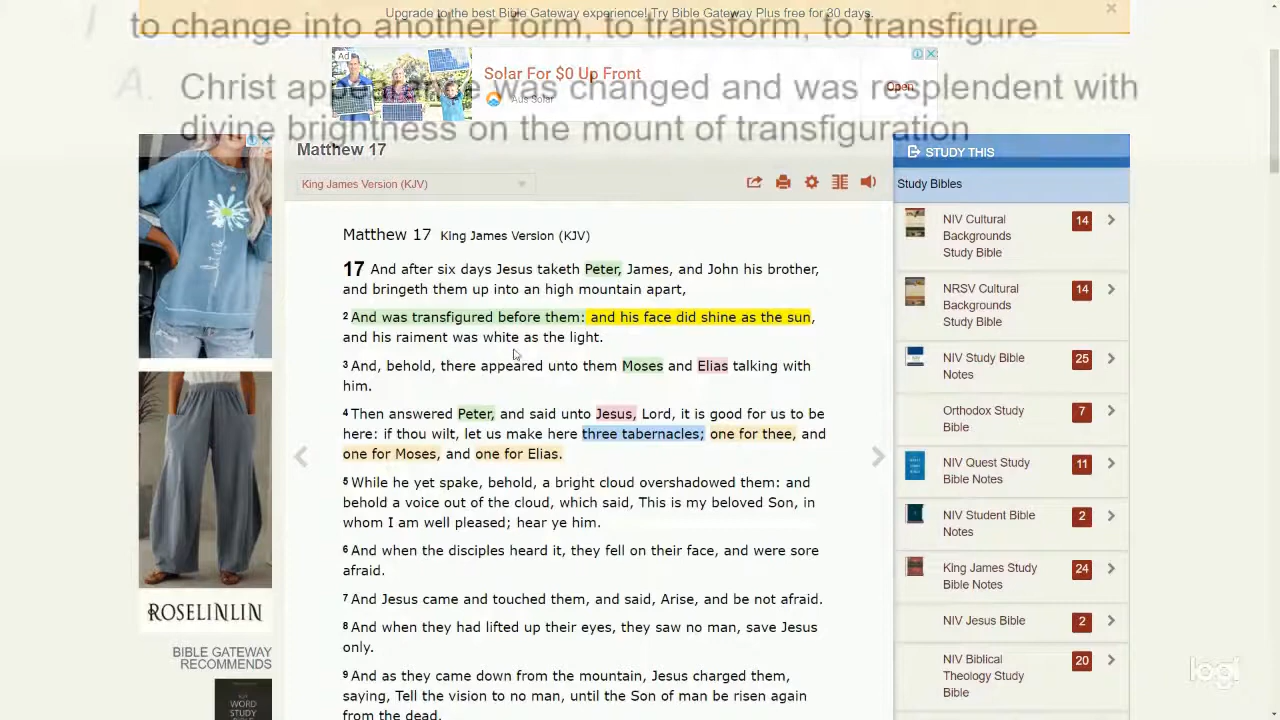 Upgrade to the best Bible Gateway experience! Try Bible Gateway Plus free for 30 days.
I to change into another form, to transform, to transfigure
Ad
Solar For $0 Up Front
Aus Solar
Open
A. Christ appearance was changed and was resplendent with
divine brightness on the mount of transfiguration
Matthew 17
King James Version (KJV)
Matthew 17 King James Version (KJV)
17 And after six days Jesus taketh Peter, James, and John his brother,
and bringeth them up into an high mountain apart,
2 And was transfigured before them: and his face did shine as the sun,
and his raiment was white as the light.
3 And, behold, there appeared unto them Moses and Elias talking with
him.
4 Then answered Peter, and said unto Jesus, Lord, it is good for us to be
here: if thou wilt, let us make here three tabernacles; one for thee, and
one for Moses, and one for Elias.
5 While he yet spake, behold, a bright cloud overshadowed them: and
behold a voice out of the cloud, which said, This is my beloved Son, in
whom I am well pleased; hear ye him.
6 And when the disciples heard it, they fell on their face, and were sore
afraid.
7 And Jesus came and touched them, and said, Arise, and be not afraid.
8 And when they had lifted up their eyes, they saw no man, save Jesus
only.
9 And as they came down from the mountain, Jesus charged them,
saying, Tell the vision to no man, until the Son of man be risen again
from the dead.
ROSELINLIN
BIBLE GATEWAY
RECOMMENDS
WORD
STUDY
STUDY THIS
Study Bibles
NIV Cultural
Backgrounds
Study Bible
14
NRSV Cultural
Backgrounds
Study Bible
14
NIV Study Bible
Notes
25
Orthodox Study
Bible
7
NIV Quest Study
Bible Notes
11
NIV Student Bible
Notes
2
King James Study
Bible Notes
24
NIV Jesus Bible
2
NIV Biblical
Theology Study
Bible
20
logi